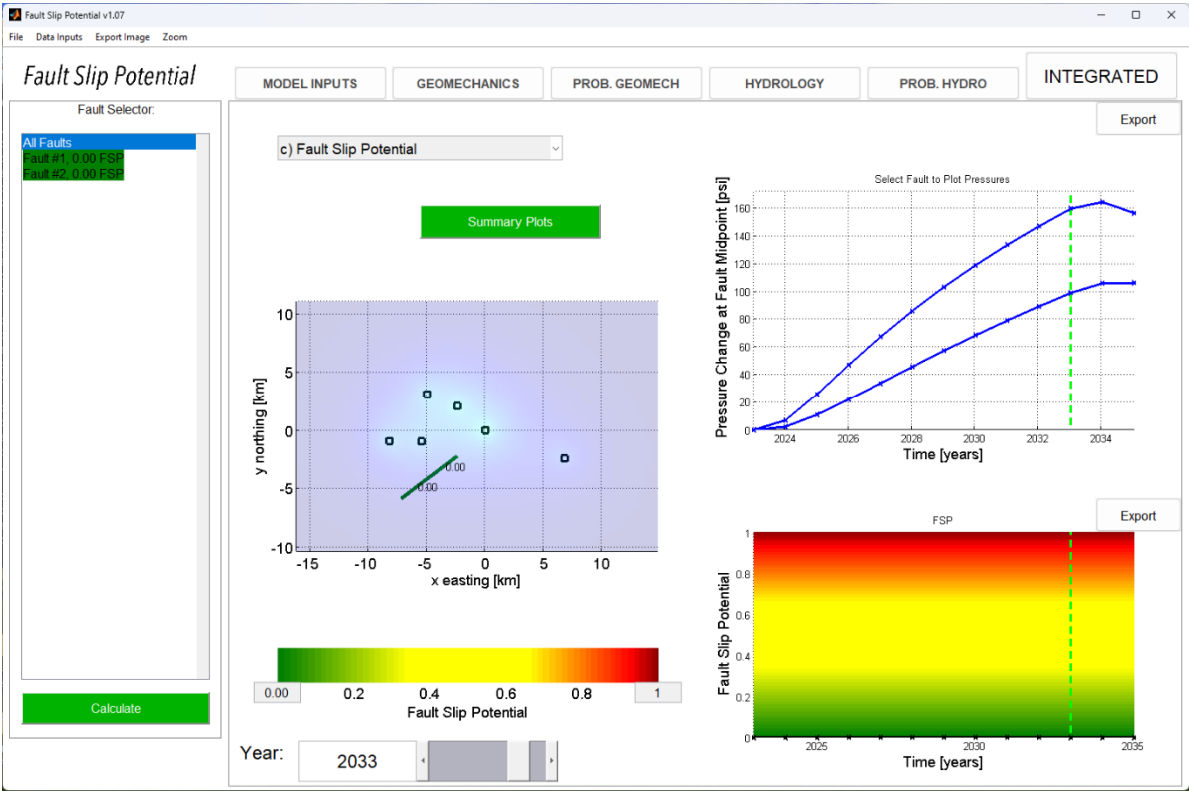 Fault Slip Potential v1.07
File Data Inputs Export Image Zoom
Fault Slip Potential
MODEL INPUTS GEOMECHANICS PROB. GEOMECH HYDROLOGY PROB. HYDRO INTEGRATED
Fault Selector:
All Faults
Fault #1, 0.00 FSP
Fault #2, 0.00 FSP
Calculate
Export
c) Fault Slip Potential
Summary Plots
10
5
0
-5
-10
y northing [km]
0.00
0.00
-15 -10 -5 0 5 10
x easting [km]
0.00 0.2 0.4 0.6 0.8 1
Fault Slip Potential
Year: 2033
Select Fault to Plot Pressures
Pressure Change at Fault Midpoint [psi]
160
140
120
100
80
60
40
20
0
2024 2026 2028 2030 2032 2034
Time [years]
Export
FSP
Fault Slip Potential
1
0.8
0.6
0.4
0.2
0
2025 2030 2035
Time [years]